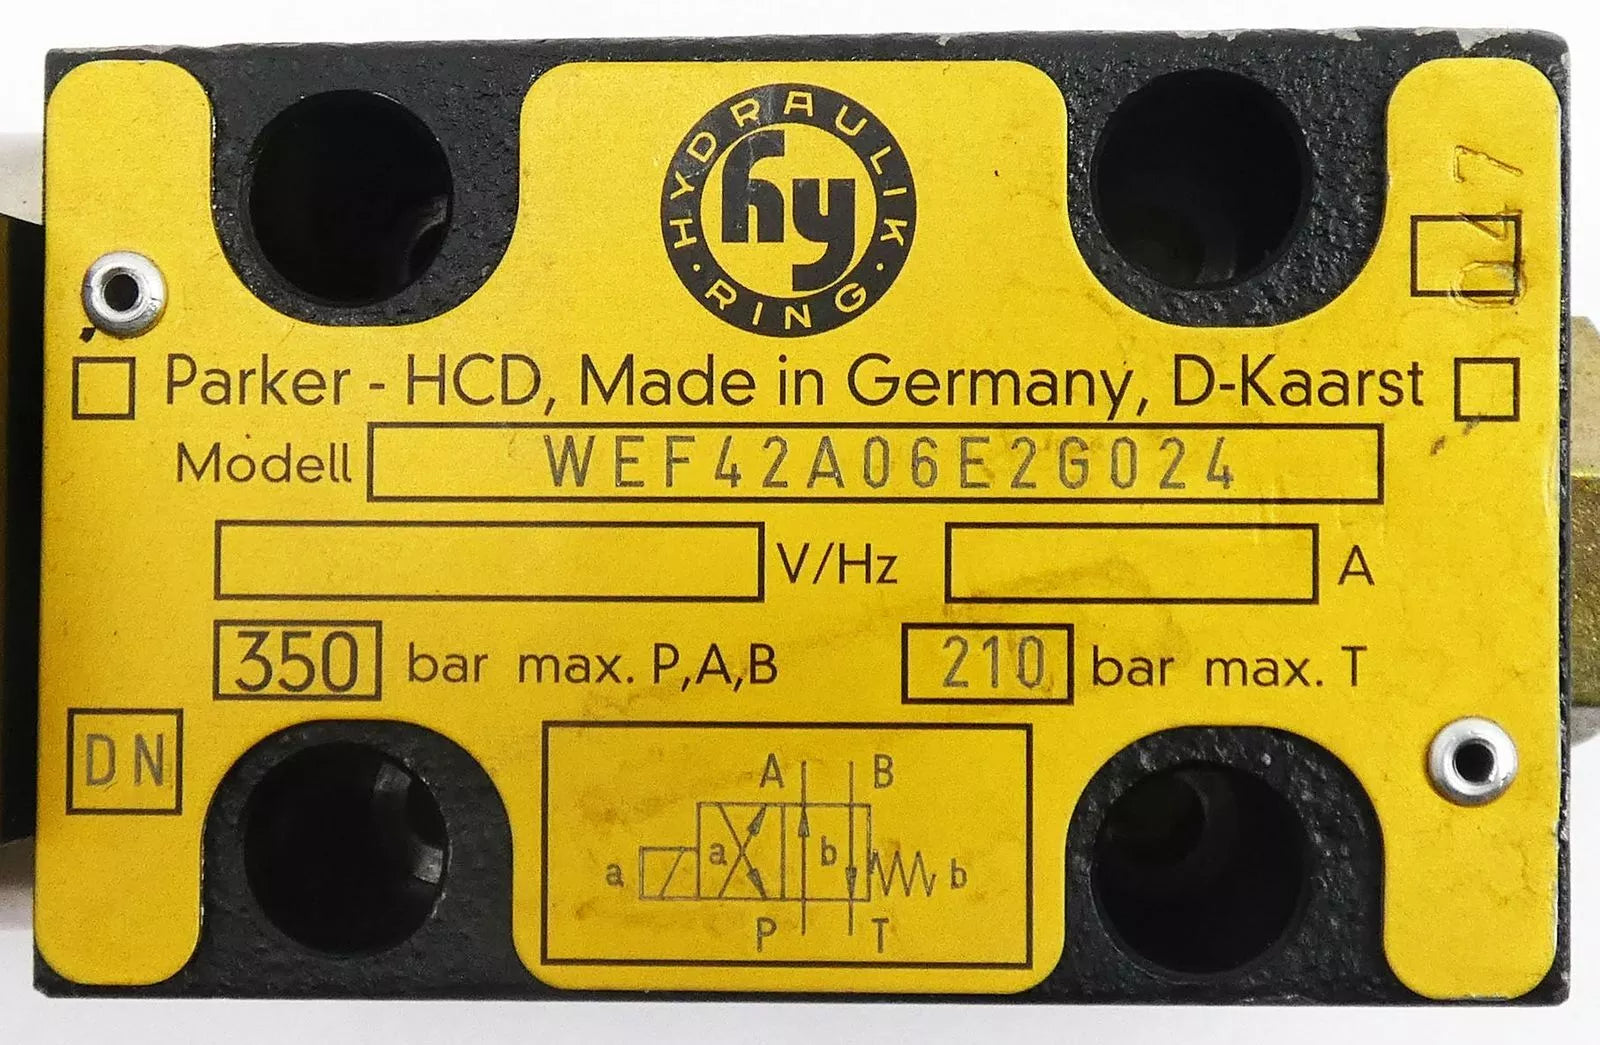 HYDRAULIK · RING ·
hy
047
Parker - HCD, Made in Germany, D-Kaarst
Modell WEF42A06E2G024
V/Hz A
350 bar max. P,A,B 210 bar max. T
DN
A B
a a b b
P T